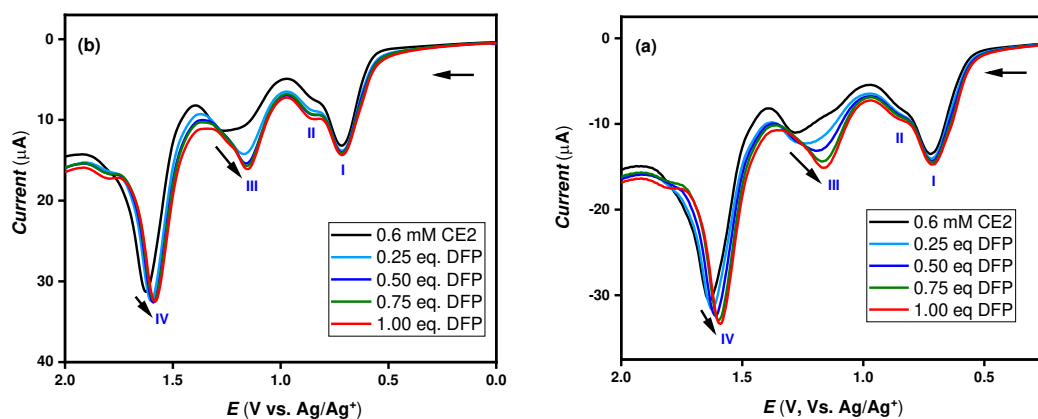 (b)
0
10
20
30
40
Current (μA)
I
II
III
IV
0.6 mM CE2
0.25 eq. DFP
0.50 eq. DFP
0.75 eq. DFP
1.00 eq. DFP
2.0 1.5 1.0 0.5 0.0
E (V vs. Ag/Ag⁺)
(a)
0
-10
-20
-30
Current (μA)
I
II
III
IV
0.6 mM CE2
0.25 eq. DFP
0.50 eq. DFP
0.75 eq. DFP
1.00 eq. DFP
2.0 1.5 1.0 0.5
E (V, Vs. Ag/Ag⁺)